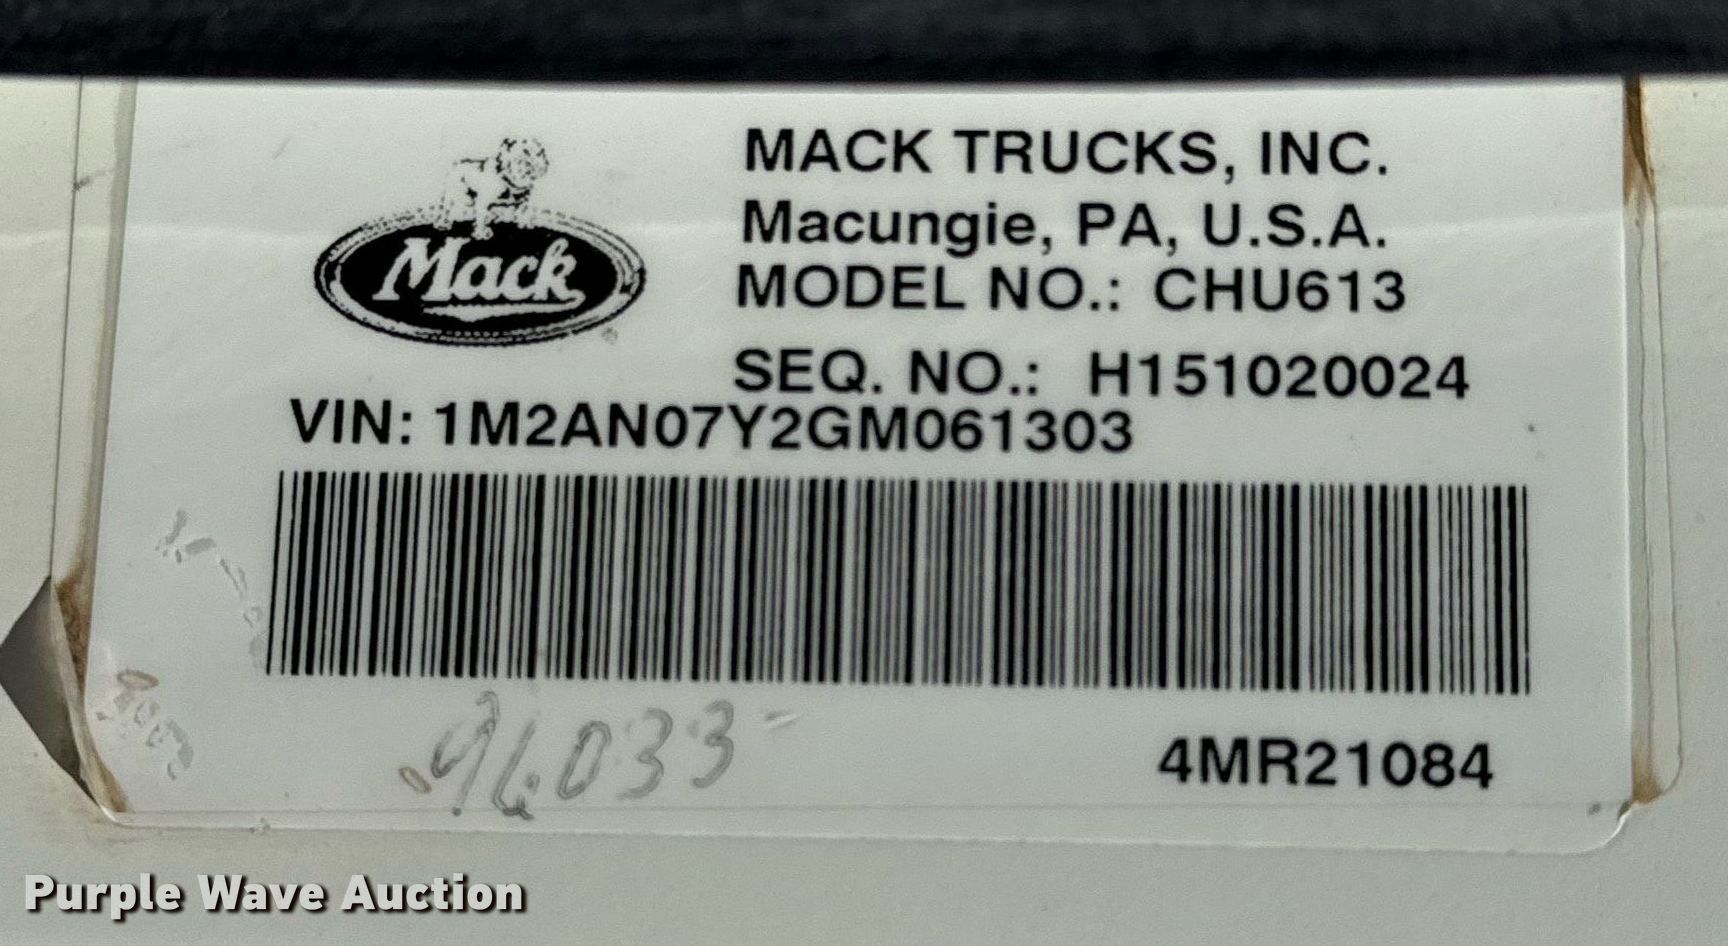 MACK TRUCKS, INC.
Mack
Macungie, PA, U.S.A.
MODEL NO.: CHU613
SEQ. NO.: H151020024
VIN: 1M2AN07Y2GM061303
96033
4MR21084
Purple Wave Auction